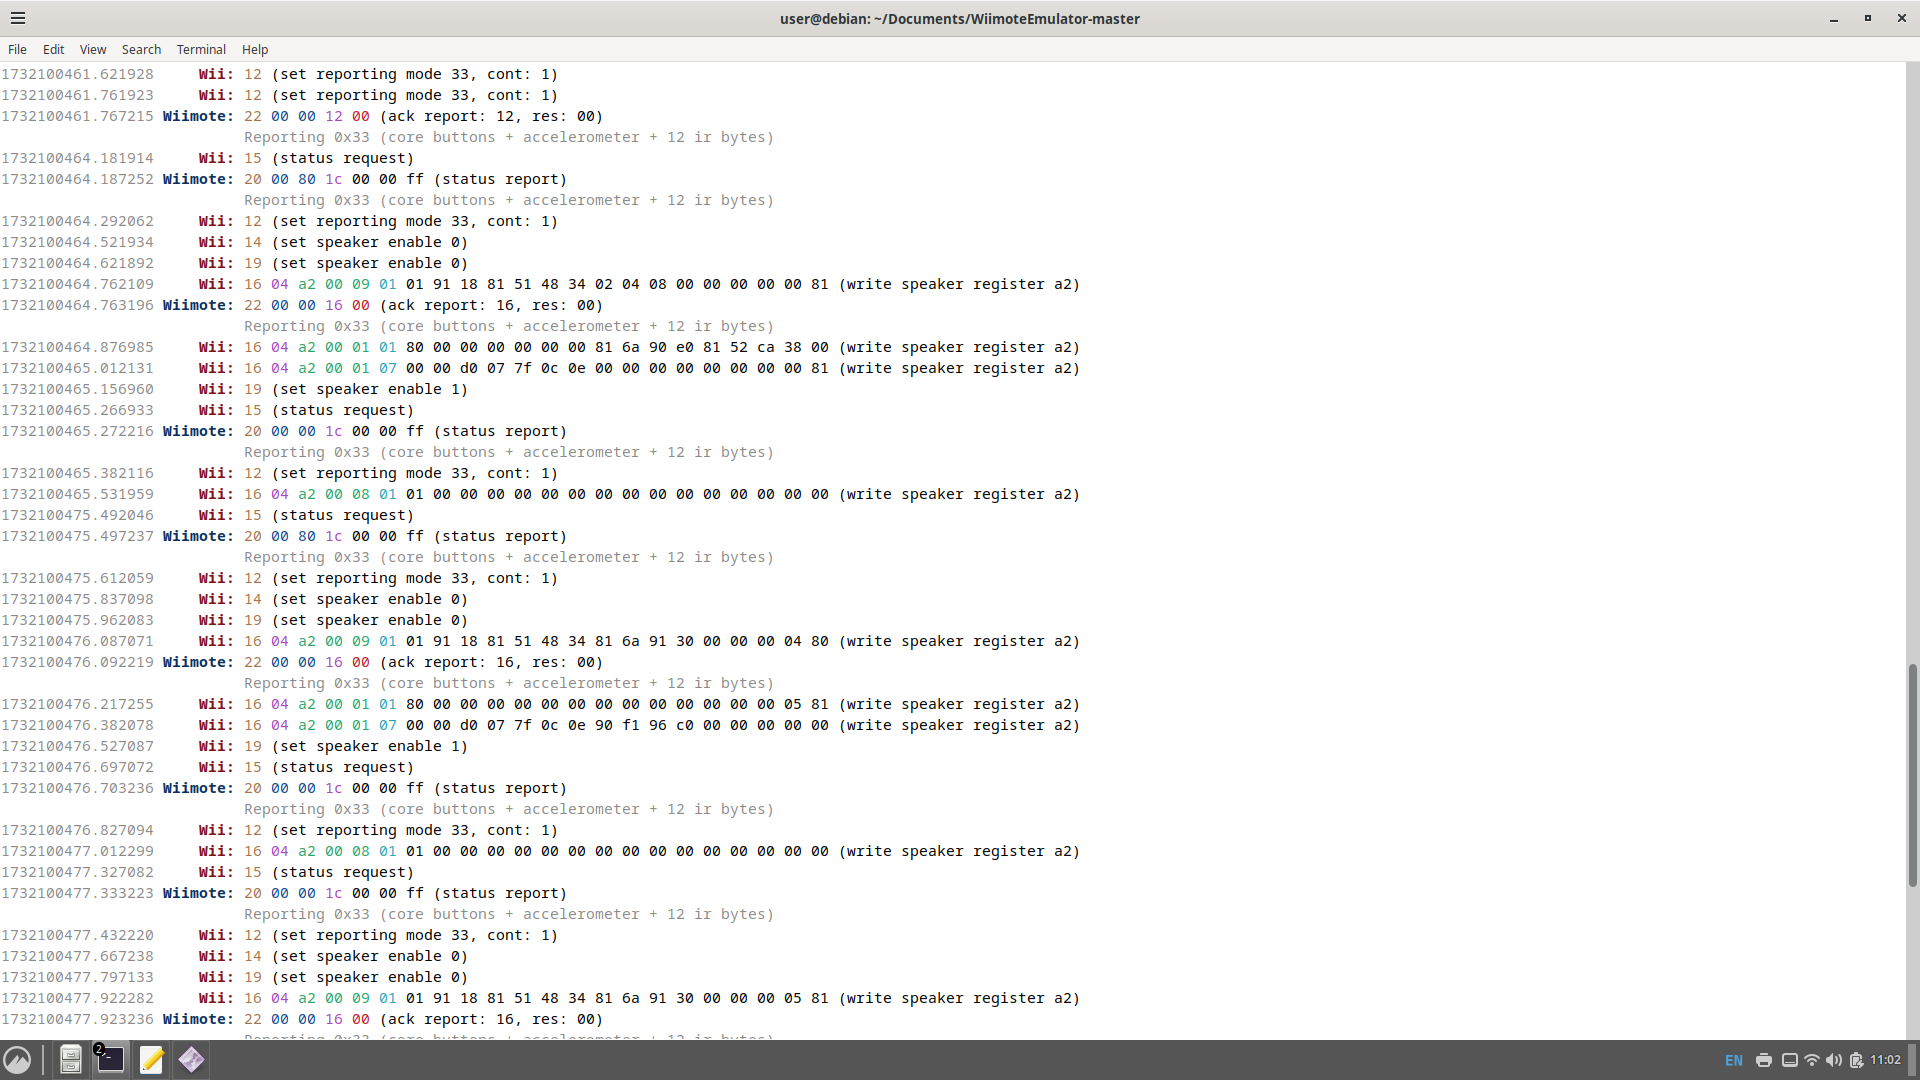 user@debian: ~/Documents/WiimoteEmulator-master
File Edit View Search Terminal Help
1732100461.621928 Wii: 12 (set reporting mode 33, cont: 1)
1732100461.761923 Wii: 12 (set reporting mode 33, cont: 1)
1732100461.767215 Wiimote: 22 00 00 12 00 (ack report: 12, res: 00)
Reporting 0x33 (core buttons + accelerometer + 12 ir bytes)
1732100464.181914 Wii: 15 (status request)
1732100464.187252 Wiimote: 20 00 80 1c 00 00 ff (status report)
Reporting 0x33 (core buttons + accelerometer + 12 ir bytes)
1732100464.292062 Wii: 12 (set reporting mode 33, cont: 1)
1732100464.521934 Wii: 14 (set speaker enable 0)
1732100464.621892 Wii: 19 (set speaker enable 0)
1732100464.762109 Wii: 16 04 a2 00 09 01 01 91 18 81 51 48 34 02 04 08 00 00 00 00 00 81 (write speaker register a2)
1732100464.763196 Wiimote: 22 00 00 16 00 (ack report: 16, res: 00)
Reporting 0x33 (core buttons + accelerometer + 12 ir bytes)
1732100464.876985 Wii: 16 04 a2 00 01 01 80 00 00 00 00 00 00 81 6a 90 e0 81 52 ca 38 00 (write speaker register a2)
1732100465.012131 Wii: 16 04 a2 00 01 07 00 00 d0 07 7f 0c 0e 00 00 00 00 00 00 00 00 81 (write speaker register a2)
1732100465.156960 Wii: 19 (set speaker enable 1)
1732100465.266933 Wii: 15 (status request)
1732100465.272216 Wiimote: 20 00 00 1c 00 00 ff (status report)
Reporting 0x33 (core buttons + accelerometer + 12 ir bytes)
1732100465.382116 Wii: 12 (set reporting mode 33, cont: 1)
1732100465.531959 Wii: 16 04 a2 00 08 01 01 00 00 00 00 00 00 00 00 00 00 00 00 00 00 00 (write speaker register a2)
1732100475.492046 Wii: 15 (status request)
1732100475.497237 Wiimote: 20 00 80 1c 00 00 ff (status report)
Reporting 0x33 (core buttons + accelerometer + 12 ir bytes)
1732100475.612059 Wii: 12 (set reporting mode 33, cont: 1)
1732100475.837098 Wii: 14 (set speaker enable 0)
1732100475.962083 Wii: 19 (set speaker enable 0)
1732100476.087071 Wii: 16 04 a2 00 09 01 01 91 18 81 51 48 34 81 6a 91 30 00 00 00 04 80 (write speaker register a2)
1732100476.092219 Wiimote: 22 00 00 16 00 (ack report: 16, res: 00)
Reporting 0x33 (core buttons + accelerometer + 12 ir bytes)
1732100476.217255 Wii: 16 04 a2 00 01 01 80 00 00 00 00 00 00 00 00 00 00 00 00 00 05 81 (write speaker register a2)
1732100476.382078 Wii: 16 04 a2 00 01 07 00 00 d0 07 7f 0c 0e 90 f1 96 c0 00 00 00 00 00 (write speaker register a2)
1732100476.527087 Wii: 19 (set speaker enable 1)
1732100476.697072 Wii: 15 (status request)
1732100476.703236 Wiimote: 20 00 00 1c 00 00 ff (status report)
Reporting 0x33 (core buttons + accelerometer + 12 ir bytes)
1732100476.827094 Wii: 12 (set reporting mode 33, cont: 1)
1732100477.012299 Wii: 16 04 a2 00 08 01 01 00 00 00 00 00 00 00 00 00 00 00 00 00 00 00 (write speaker register a2)
1732100477.327082 Wii: 15 (status request)
1732100477.333223 Wiimote: 20 00 00 1c 00 00 ff (status report)
Reporting 0x33 (core buttons + accelerometer + 12 ir bytes)
1732100477.432220 Wii: 12 (set reporting mode 33, cont: 1)
1732100477.667238 Wii: 14 (set speaker enable 0)
1732100477.797133 Wii: 19 (set speaker enable 0)
1732100477.922282 Wii: 16 04 a2 00 09 01 01 91 18 81 51 48 34 81 6a 91 30 00 00 00 05 81 (write speaker register a2)
1732100477.923236 Wiimote: 22 00 00 16 00 (ack report: 16, res: 00)
2
EN 11:02